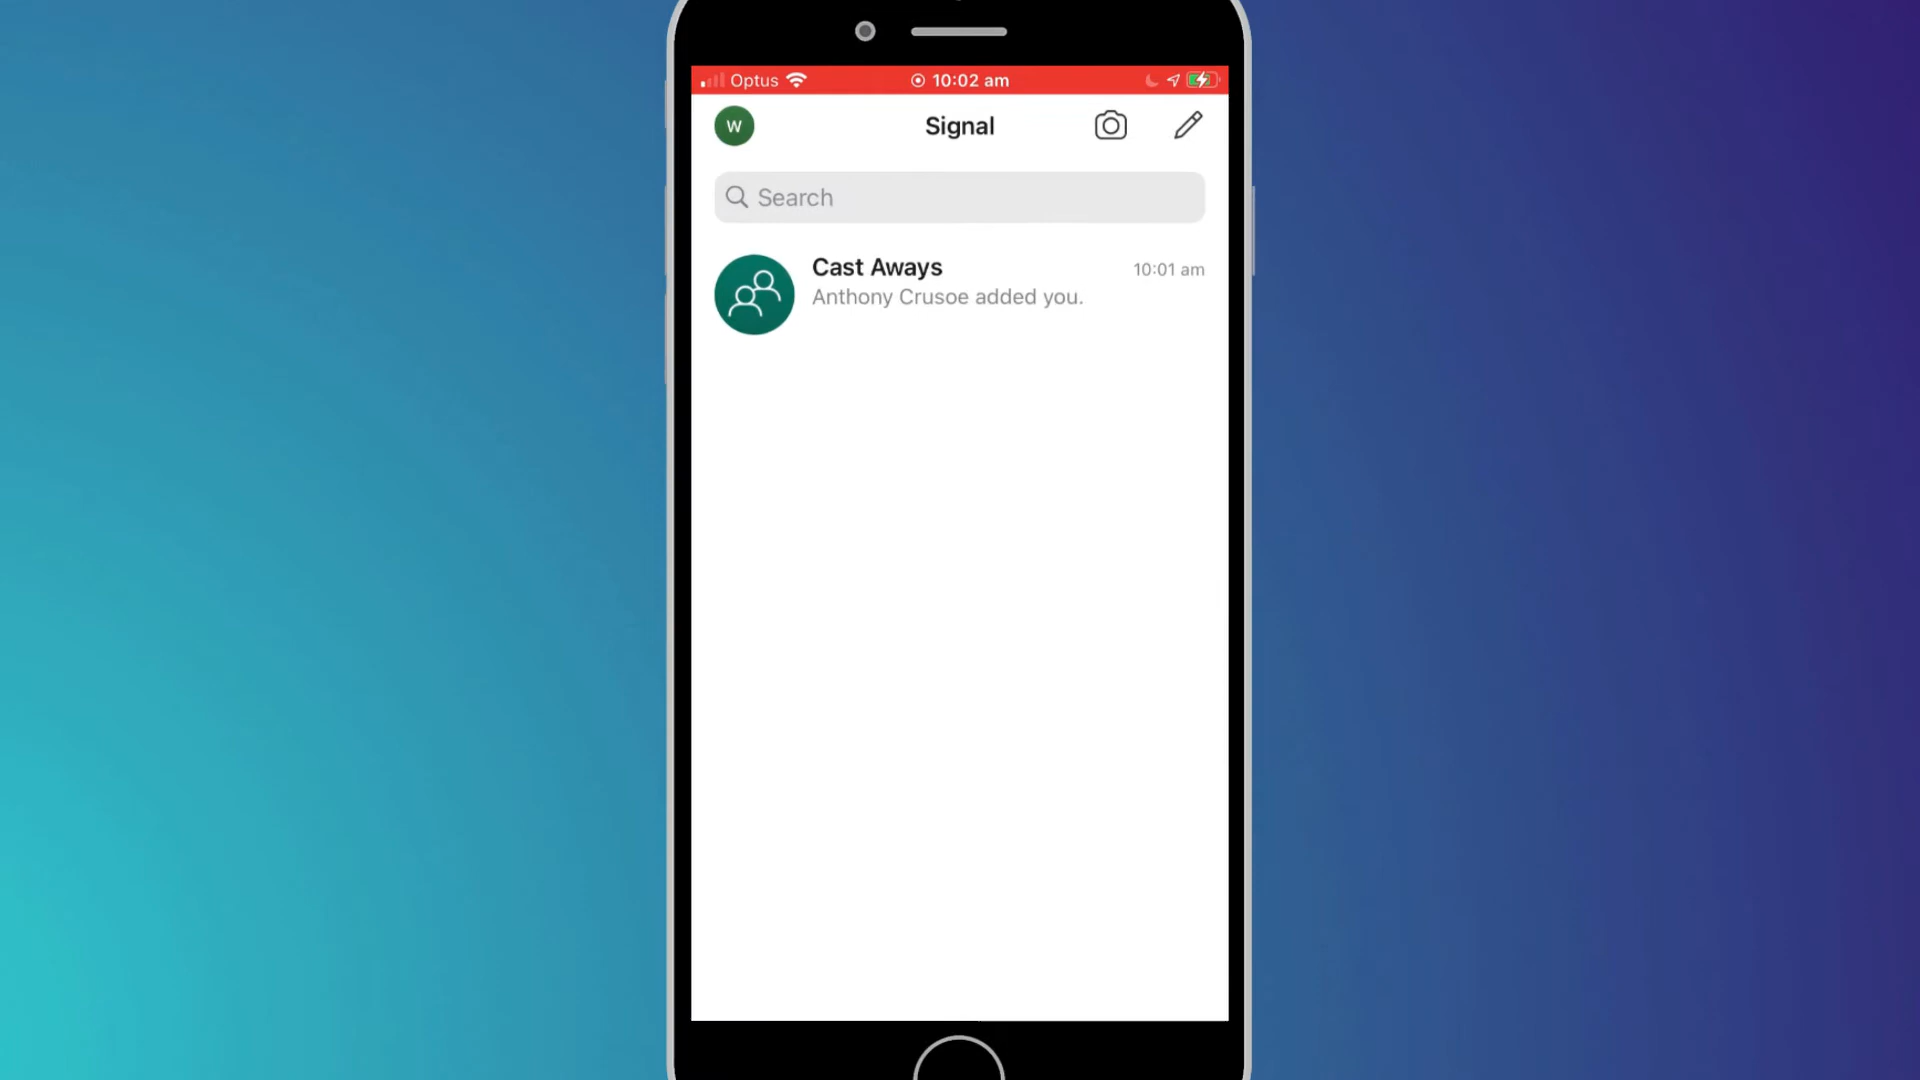 Optus 10:02 am
W Signal
Search
Cast Aways 10:01 am
Anthony Crusoe added you.